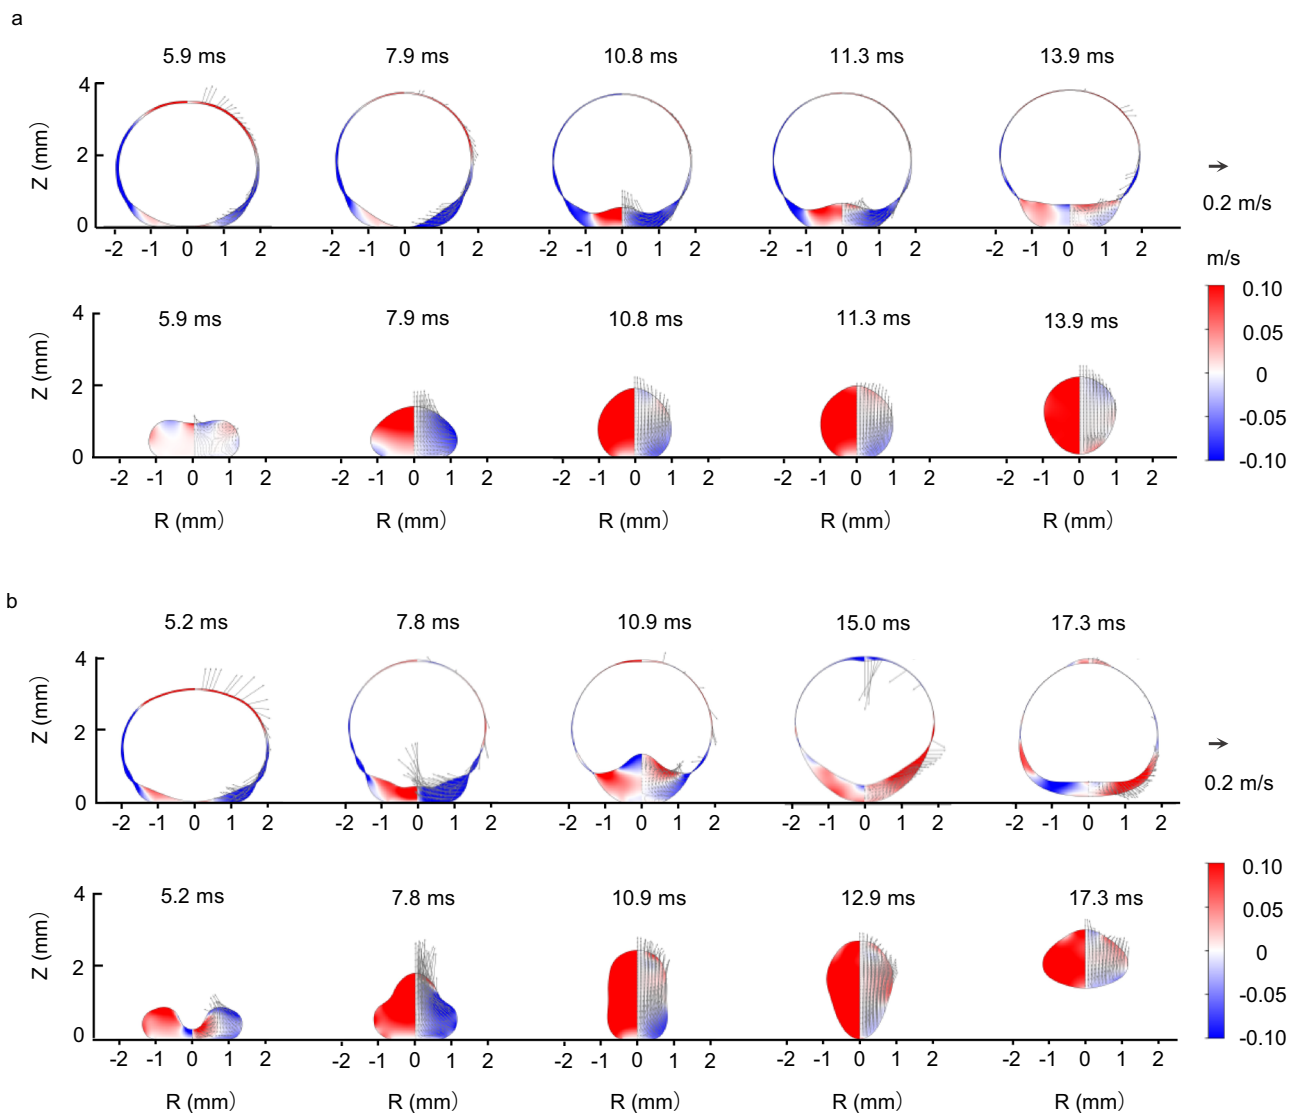 a
5.9 ms 7.9 ms 10.8 ms 11.3 ms 13.9 ms
4
2
0
Z (mm)
-2 -1 0 1 2 -2 -1 0 1 2 -2 -1 0 1 2 -2 -1 0 1 2 -2 -1 0 1 2
0.2 m/s
m/s
0.10
0.05
0
-0.05
-0.10
5.9 ms 7.9 ms 10.8 ms 11.3 ms 13.9 ms
4
2
0
Z (mm)
-2 -1 0 1 2 -2 -1 0 1 2 -2 -1 0 1 2 -2 -1 0 1 2 -2 -1 0 1 2
R (mm) R (mm) R (mm) R (mm) R (mm)
b
5.2 ms 7.8 ms 10.9 ms 15.0 ms 17.3 ms
4
2
0
Z (mm)
-2 -1 0 1 2 -2 -1 0 1 2 -2 -1 0 1 2 -2 -1 0 1 2 -2 -1 0 1 2
0.2 m/s
0.10
0.05
0
-0.05
-0.10
5.2 ms 7.8 ms 10.9 ms 12.9 ms 17.3 ms
4
2
0
Z (mm)
-2 -1 0 1 2 -2 -1 0 1 2 -2 -1 0 1 2 -2 -1 0 1 2 -2 -1 0 1 2
R (mm) R (mm) R (mm) R (mm) R (mm)